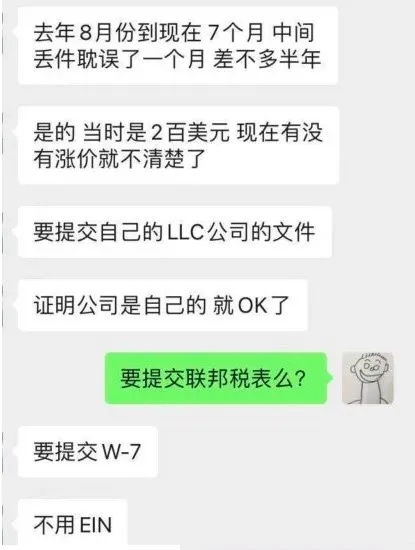 去年8月份到现在 7个月 中间
丢件耽误了一个月 差不多半年
是的 当时是2百美元 现在有没
有涨价就不清楚了
要提交自己的LLC公司的文件
证明公司是自己的 就OK了
要提交联邦税表么?
要提交W-7
不用EIN